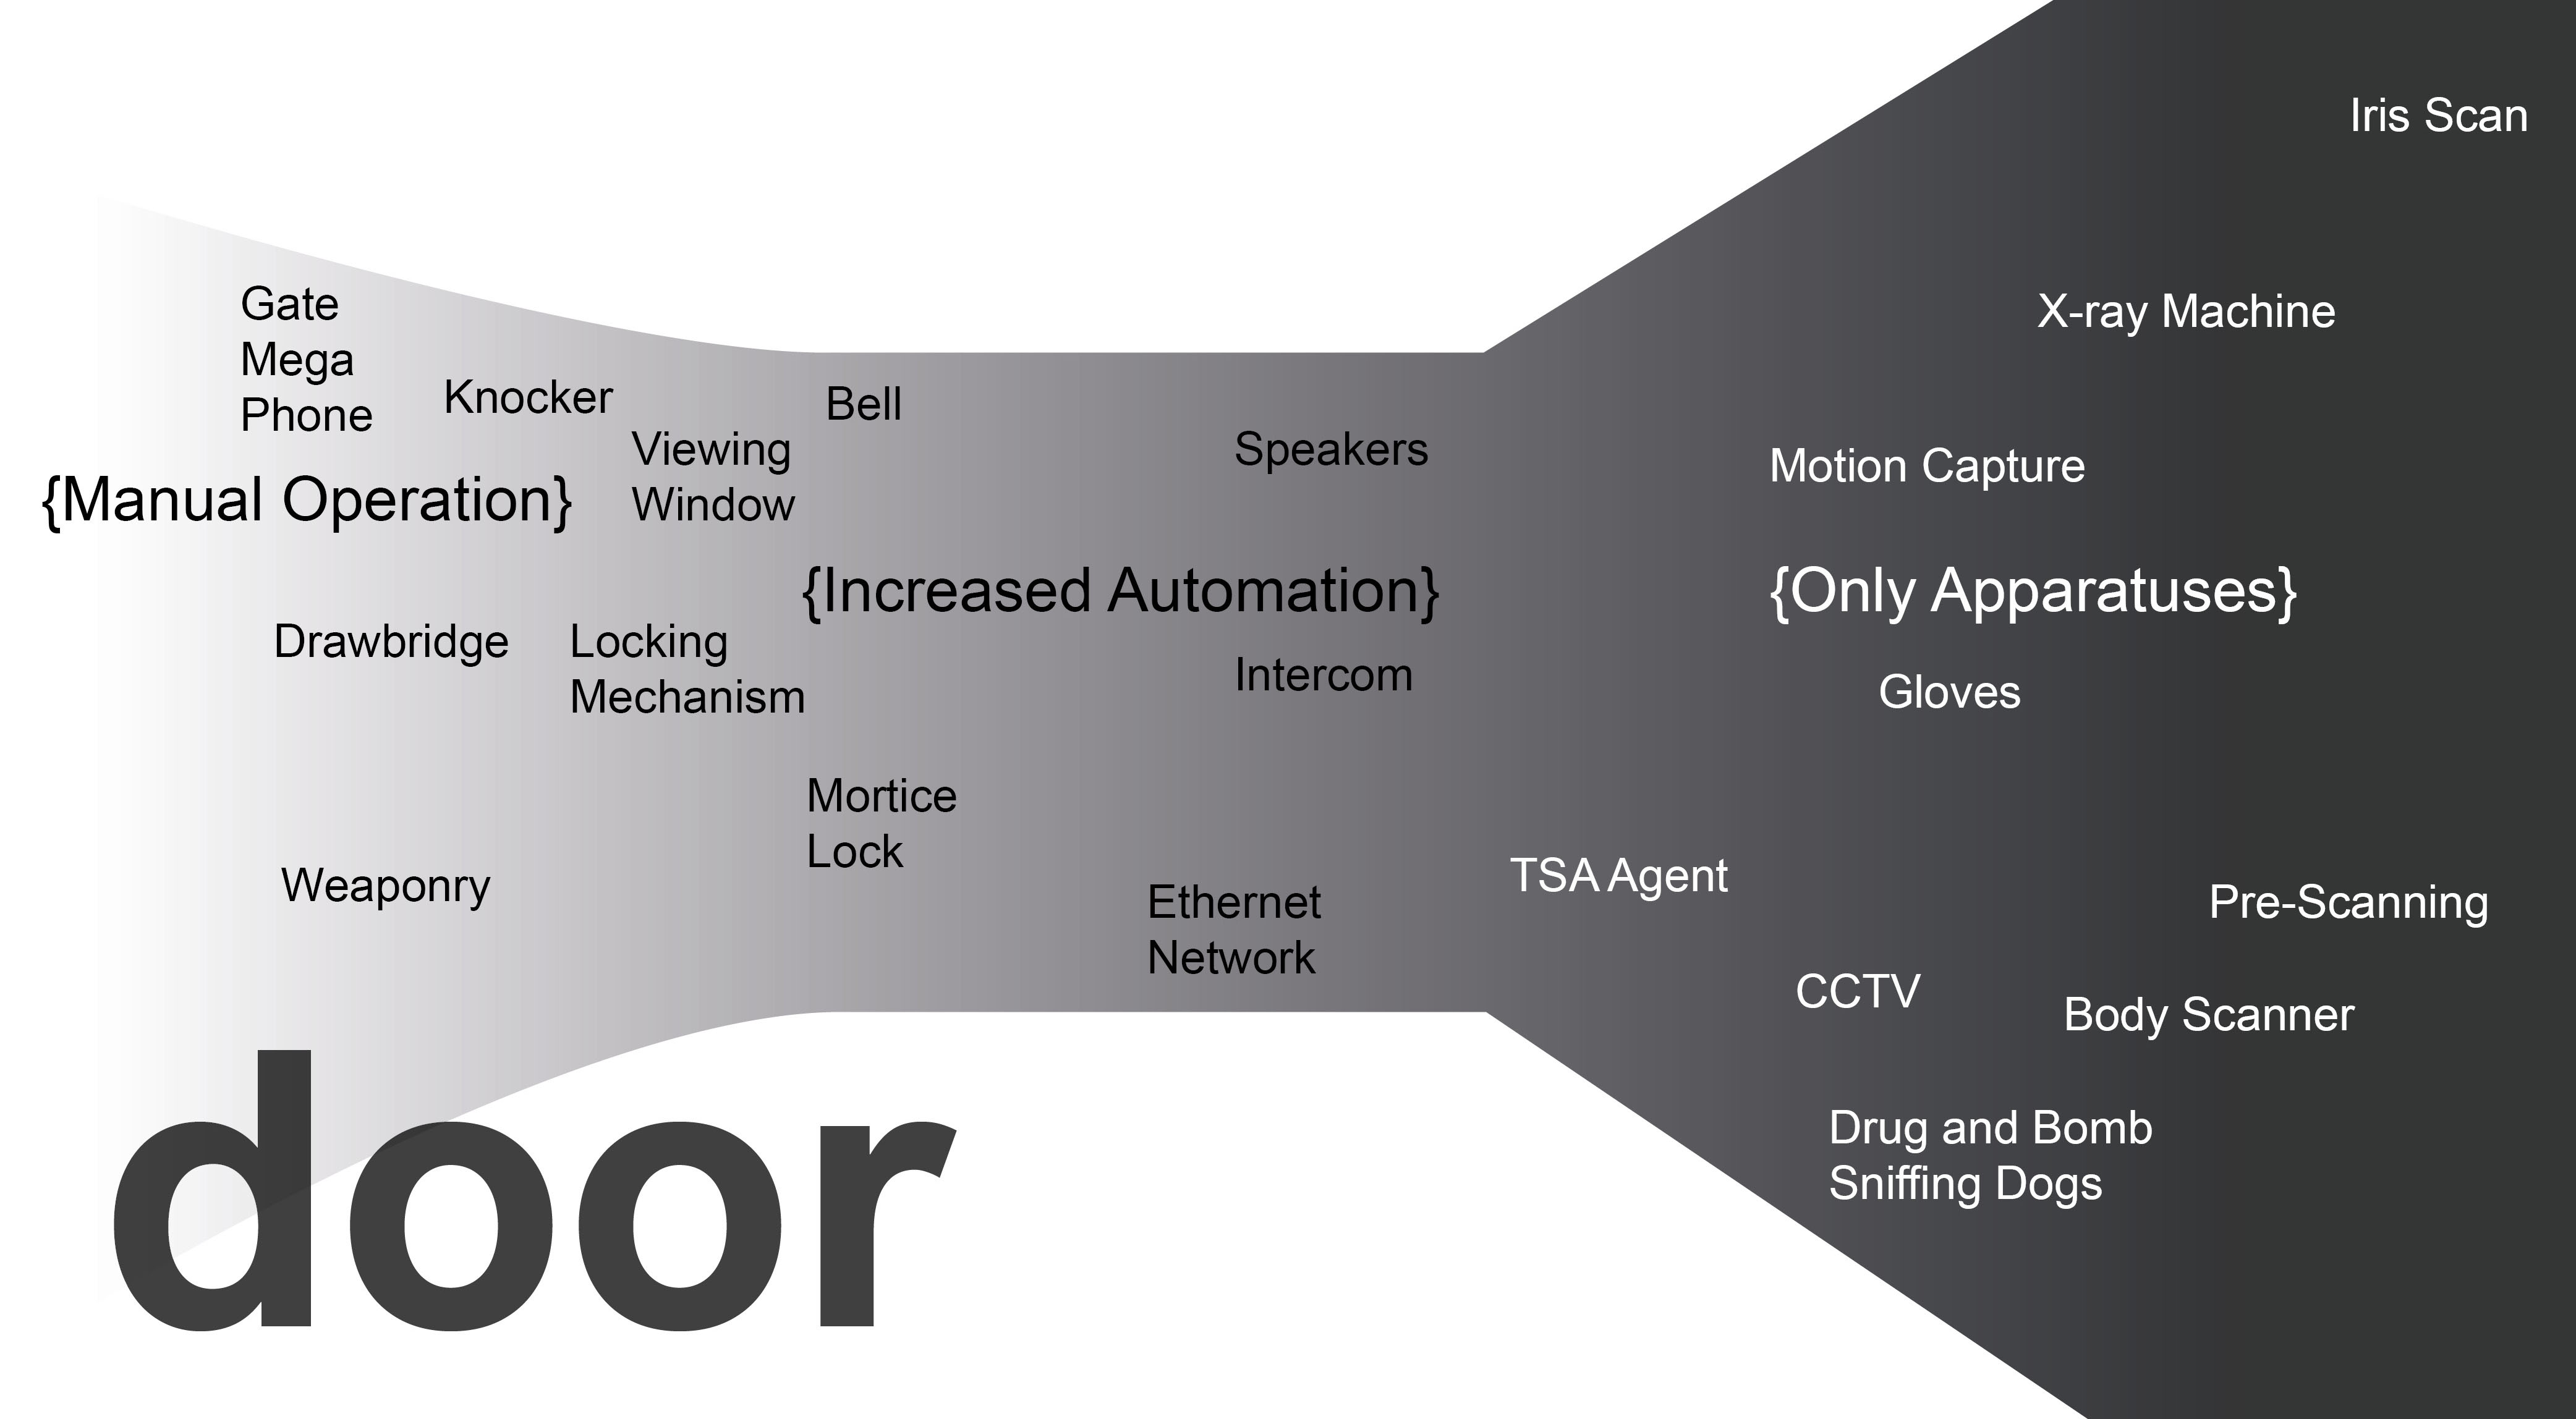 Gate
Mega
Phone
Knocker
Viewing
Window
Bell
{Manual Operation}
Drawbridge
Locking
Mechanism
Weaponry
Mortice
Lock
Speakers
{Increased Automation}
Intercom
Ethernet
Network
Iris Scan
X-ray Machine
Motion Capture
{Only Apparatuses}
Gloves
TSA Agent
Pre-Scanning
CCTV
Body Scanner
Drug and Bomb
Sniffing Dogs
door